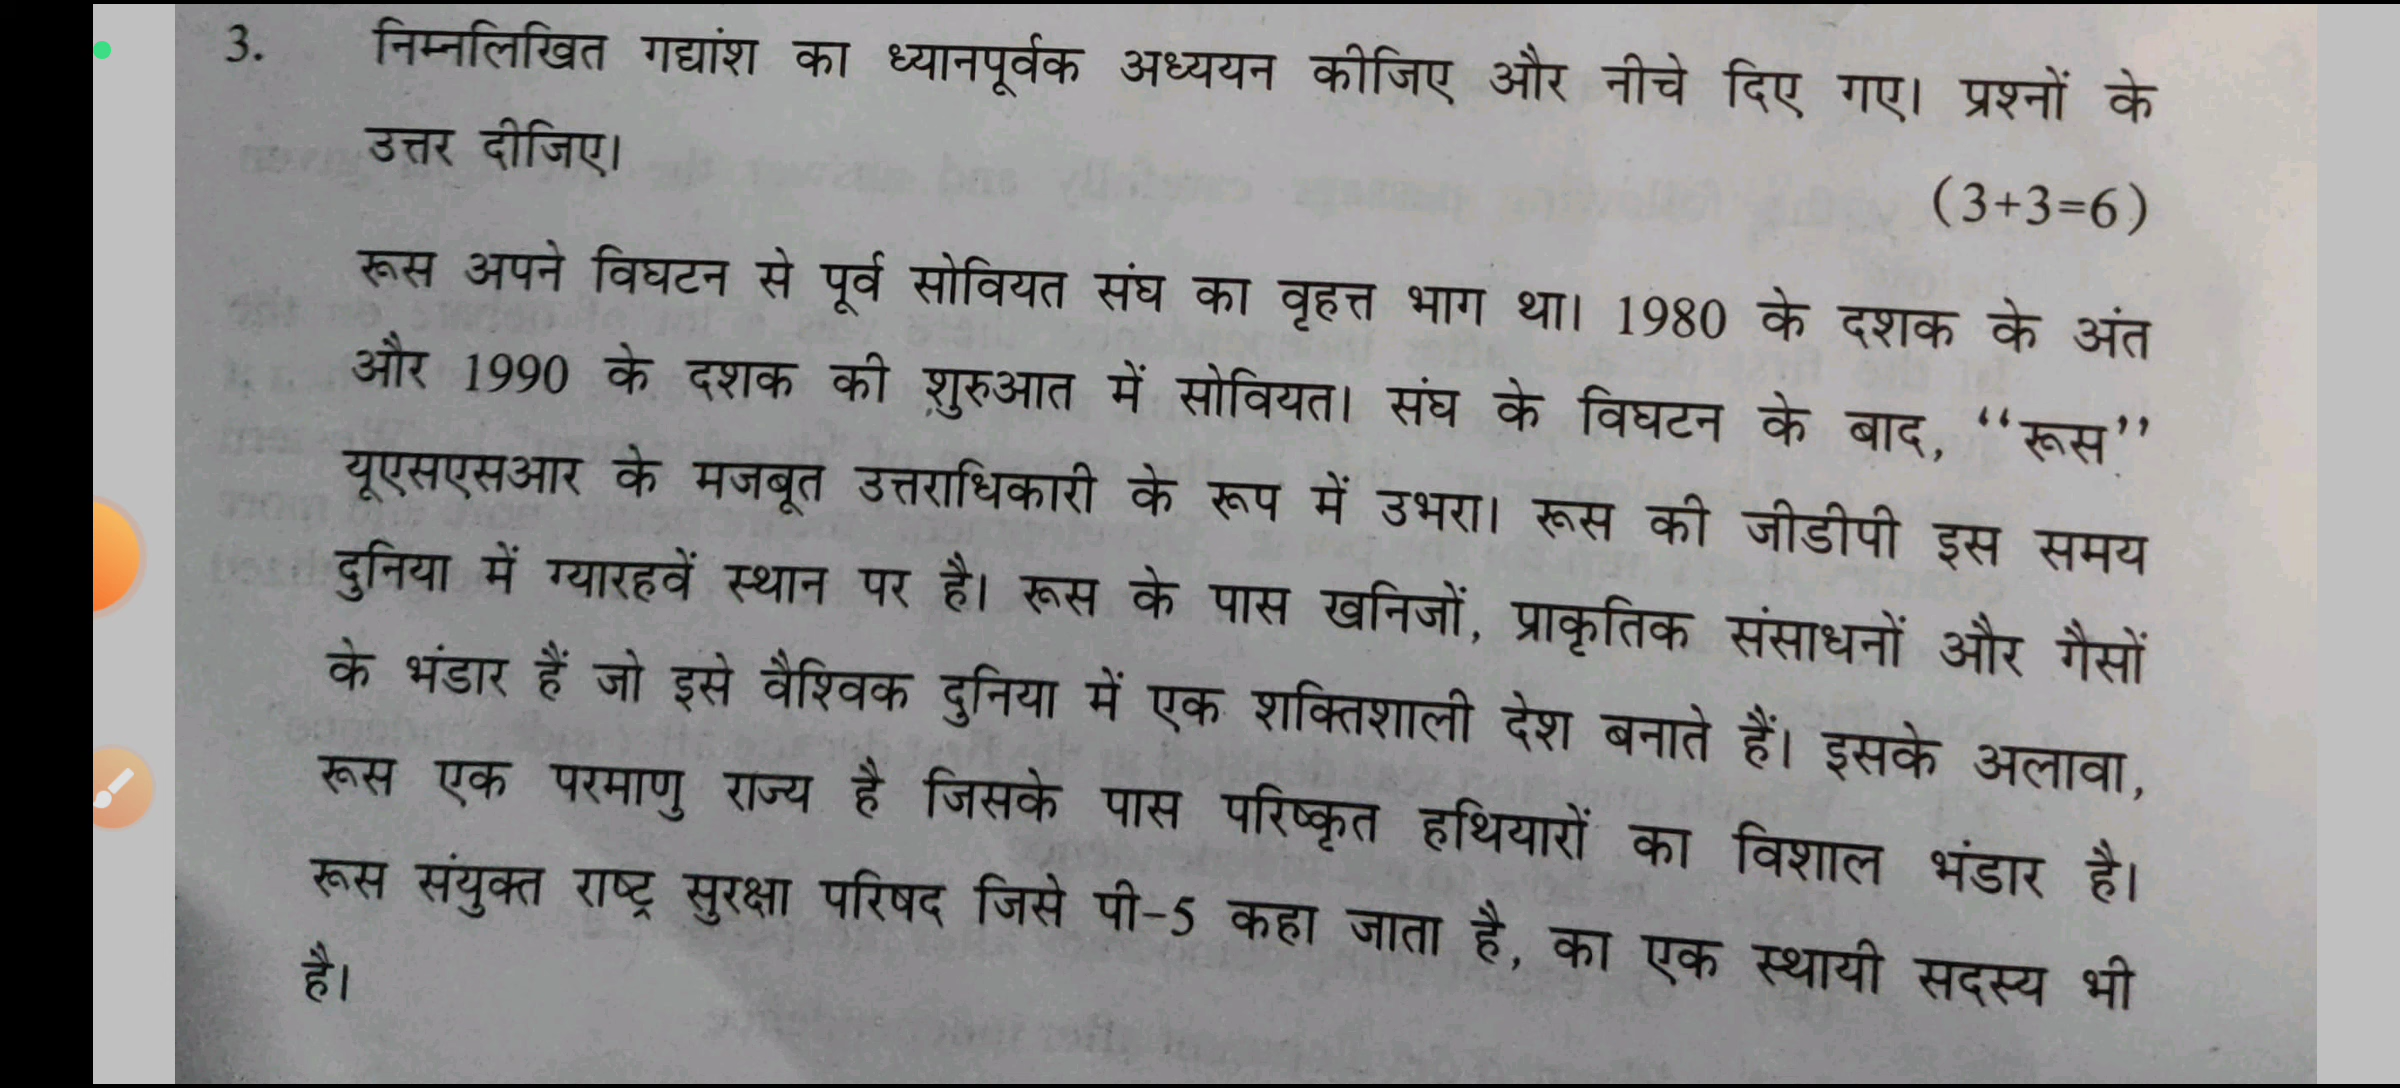 3. निम्नलिखित गद्यांश का ध्यानपूर्वक अध्ययन कीजिए और नीचे दिए गए। प्रश्नों के
उत्तर दीजिए।
(3+3=6)
रूस अपने विघटन से पूर्व सोवियत संघ का वृहत्त भाग था। 1980 के दशक के अंत
और 1990 के दशक की शुरुआत में सोवियत। संघ के विघटन के बाद, “रूस”
यूएसएसआर के मजबूत उत्तराधिकारी के रूप में उभरा। रूस की जीडीपी इस समय
दुनिया में ग्यारहवें स्थान पर है। रूस के पास खनिजों, प्राकृतिक संसाधनों और गैसों
के भंडार हैं जो इसे वैश्विक दुनिया में एक शक्तिशाली देश बनाते हैं। इसके अलावा,
रूस एक परमाणु राज्य है जिसके पास परिष्कृत हथियारों का विशाल भंडार है।
रूस संयुक्त राष्ट्र सुरक्षा परिषद जिसे पी-5 कहा जाता है, का एक स्थायी सदस्य भी
है।